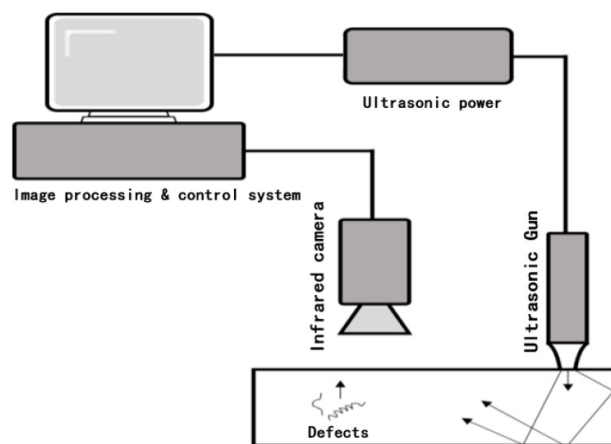 Ultrasonic power
Image processing & control system
Infrared camera
Ultrasonic Gun
Defects